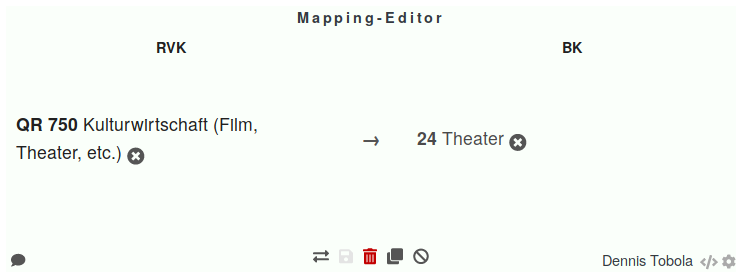 Mapping-Editor
RVK
BK
QR 750 Kulturwirtschaft (Film,
Theater, etc.)
→
24 Theater
Dennis Tobola </>